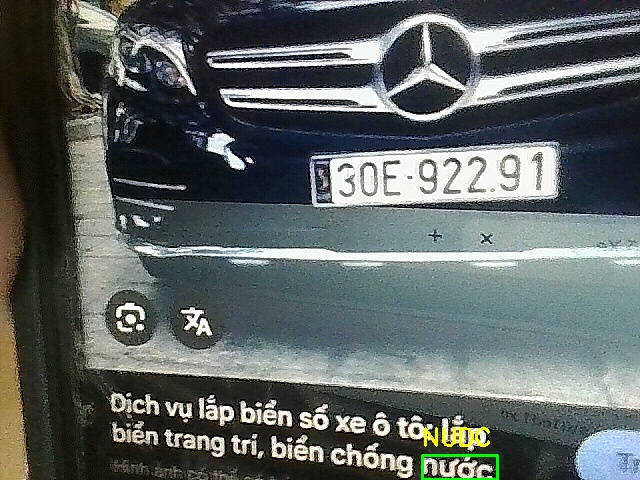 30E-922.91
Dịch vụ lắp biển số xe ô tô, lắp
NUOC
biển trang trí, biển chống nước